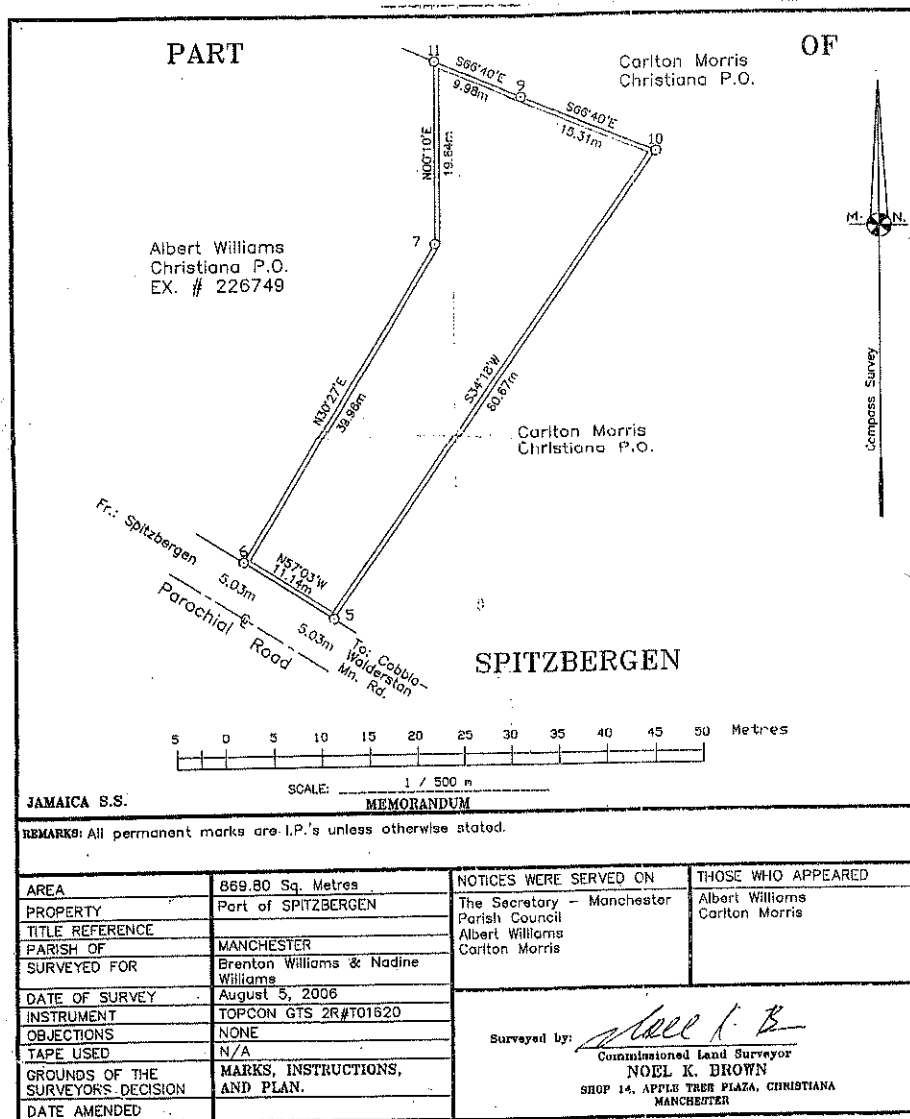 PART
OF
Carlton Morris
Christiana P.O.
11
S66°40'E
9.98m
9
S66°40'E
15.31m
10
N00°10'E
19.64m
7
M. N.
Compass Survey
Albert Williams
Christiana P.O.
EX. # 226749
N30°27'E
39.96m
S34°18'W
60.67m
Carlton Morris
Christiana P.O.
Fr.: Spitzbergen
6
N57°03'W
11.14m
5
5.03m
5.03m
Parochial Road
To: Cobbla-
Walderstan
Mn. Rd.
SPITZBERGEN
5 0 5 10 15 20 25 30 35 40 45 50 Metres
SCALE: 1 / 500 m
JAMAICA S.S.
MEMORANDUM
REMARKS: All permanent marks are I.P.'s unless otherwise stated.
AREA 869.80 Sq. Metres
PROPERTY Part of SPITZBERGEN
TITLE REFERENCE
PARISH OF MANCHESTER
SURVEYED FOR Brenton Williams & Nadine
Williams
DATE OF SURVEY August 5, 2006
INSTRUMENT TOPCON GTS 2R#T01620
OBJECTIONS NONE
TAPE USED N/A
GROUNDS OF THE MARKS, INSTRUCTIONS,
SURVEYORS DECISION AND PLAN.
DATE AMENDED
NOTICES WERE SERVED ON
The Secretary - Manchester
Parish Council
Albert Williams
Carlton Morris
THOSE WHO APPEARED
Albert Williams
Carlton Morris
Surveyed by:
Commissioned Land Surveyor
NOEL K. BROWN
SHOP 14, APPLE TREE PLAZA, CHRISTIANA
MANCHESTER